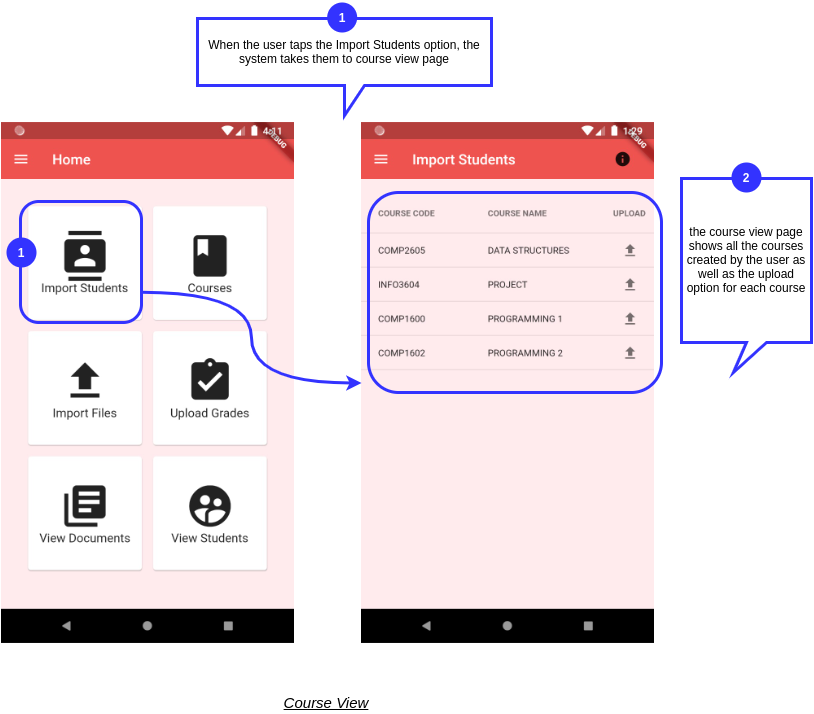 1
When the user taps the Import Students option, the
system takes them to course view page
4:11
DEBUG
Home
1
Import Students
Courses
Import Files
Upload Grades
View Documents
View Students
1:29
DEBUG
Import Students
COURSE CODE COURSE NAME UPLOAD
COMP2605 DATA STRUCTURES
INFO3604 PROJECT
COMP1600 PROGRAMMING 1
COMP1602 PROGRAMMING 2
2
the course view page
shows all the courses
created by the user as
well as the upload
option for each course
Course View